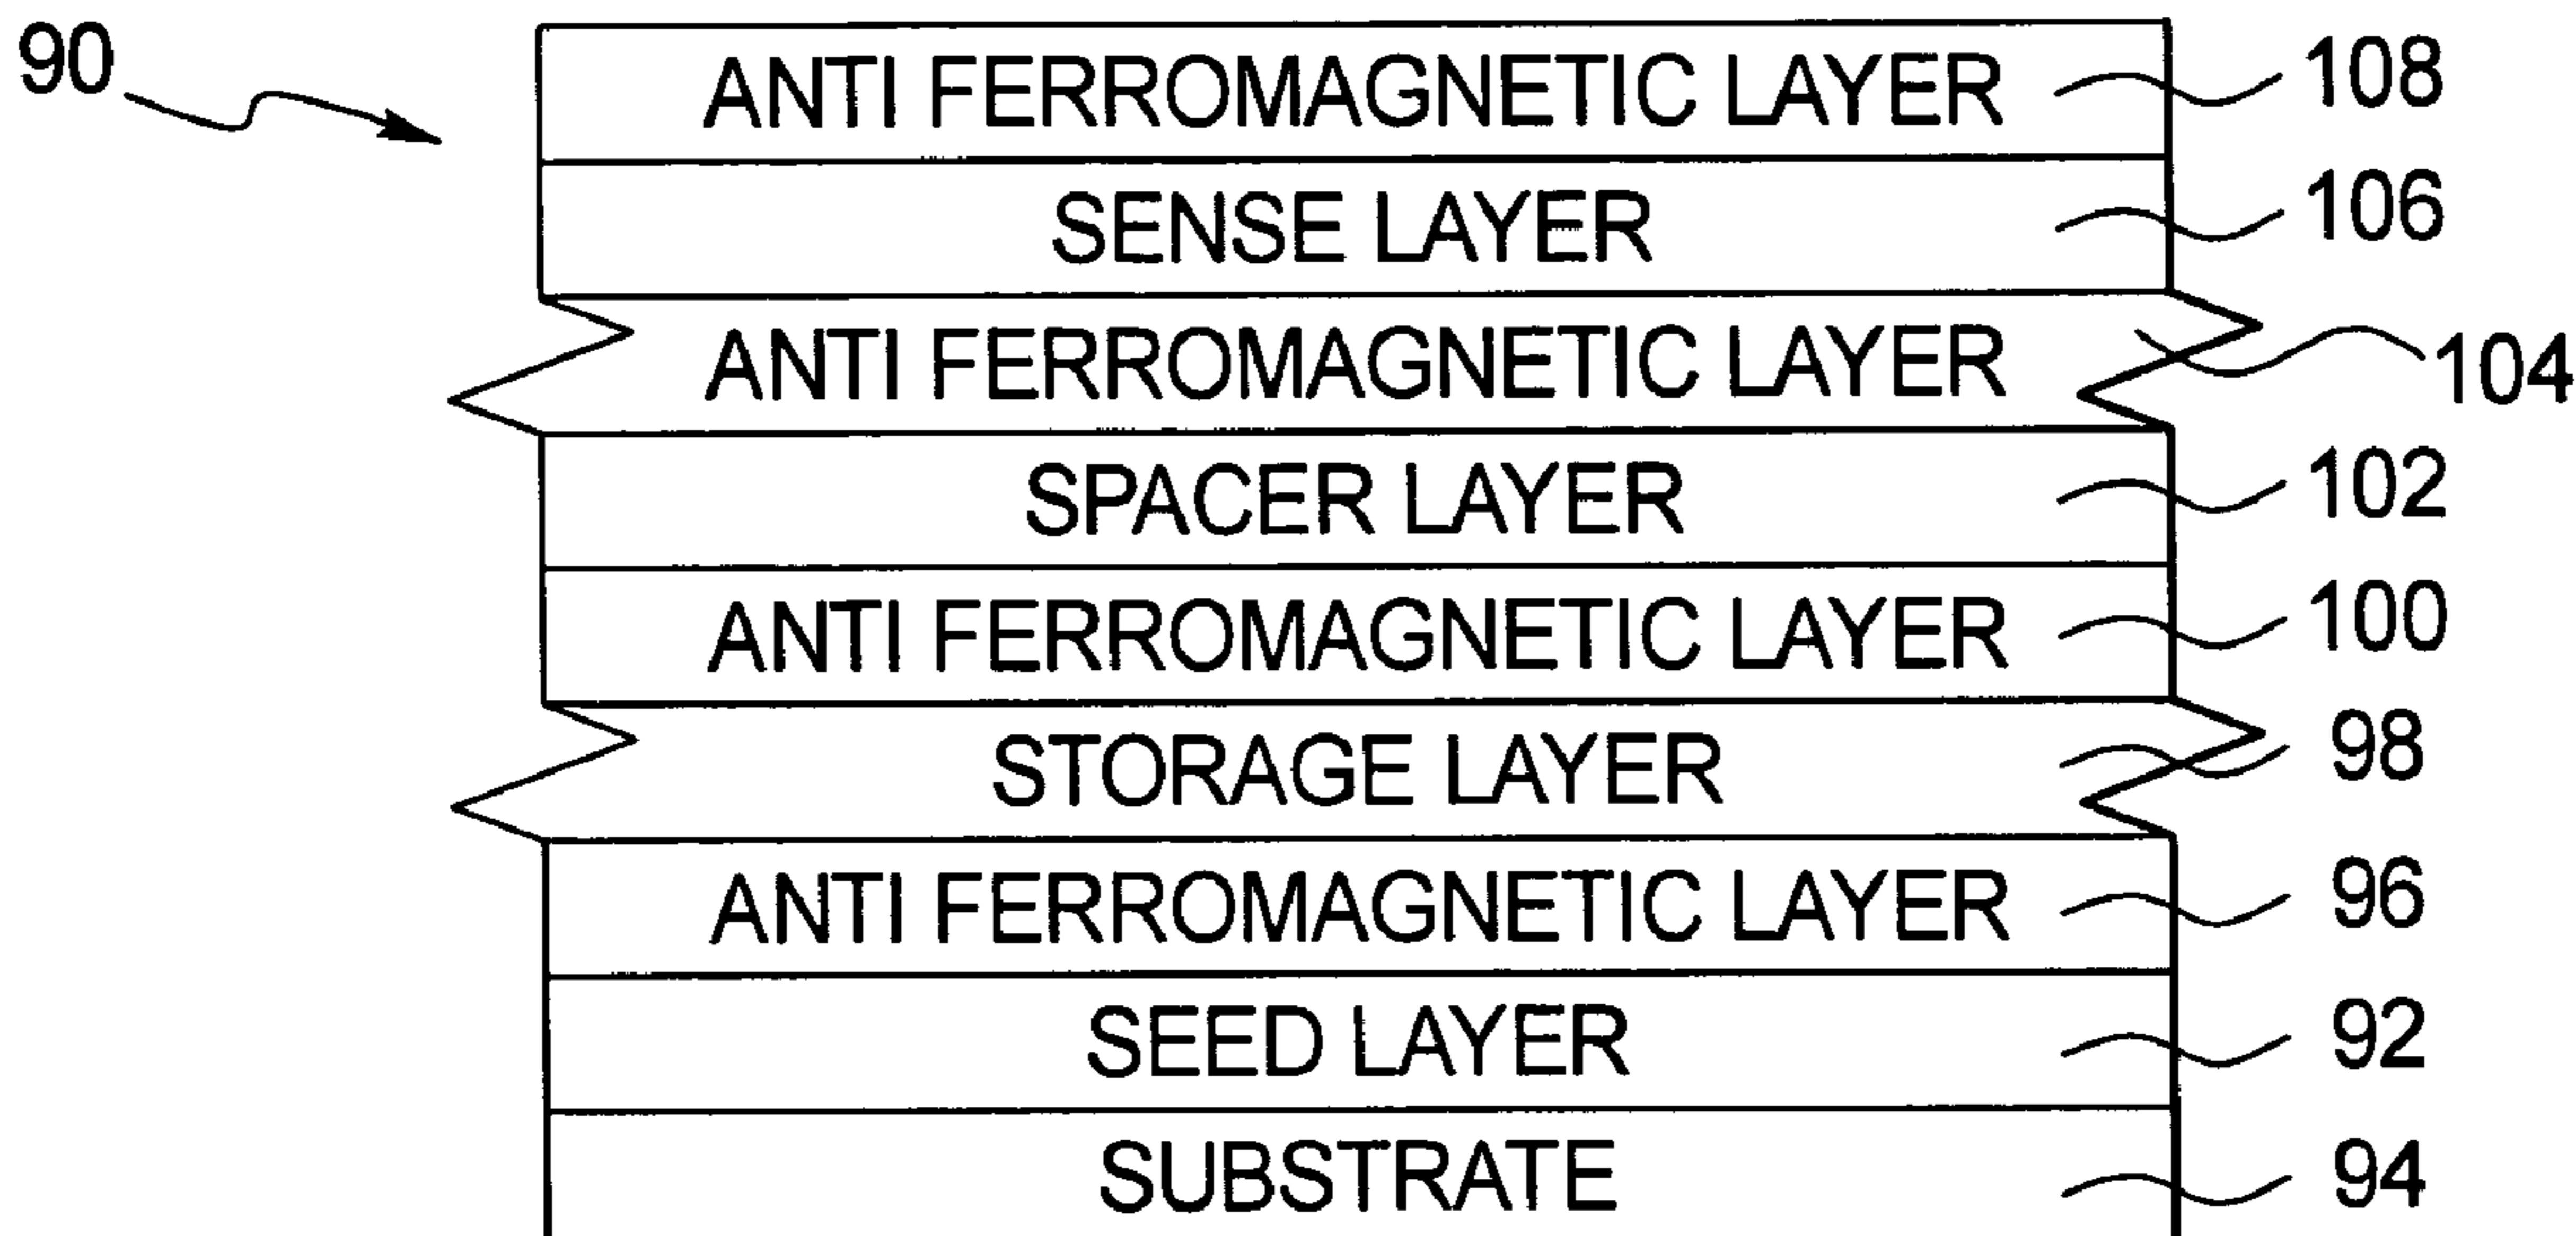 90
ANTI FERROMAGNETIC LAYER 108
SENSE LAYER 106
ANTI FERROMAGNETIC LAYER 104
SPACER LAYER 102
ANTI FERROMAGNETIC LAYER 100
STORAGE LAYER 98
ANTI FERROMAGNETIC LAYER 96
SEED LAYER 92
SUBSTRATE 94